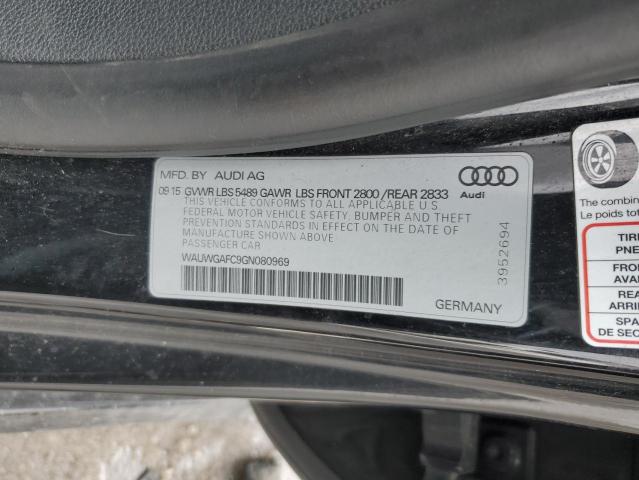 MFD. BY AUDI AG
09 15 GVWR LBS 5489 GAWR LBS FRONT 2800 /REAR 2833
THIS VEHICLE CONFORMS TO ALL APPLICABLE U.S
FEDERAL MOTOR VEHICLE SAFETY, BUMPER AND THEFT
PREVENTION STANDARDS IN EFFECT ON THE DATE OF
MANUFACTURE SHOWN ABOVE
PASSENGER CAR
WAUWGAFC9GN080969
GERMANY
Audi
3952694
The combin
Le poids tot
TIRE
PNE
FRO
AVA
REA
ARRI
SPA
DE SEC